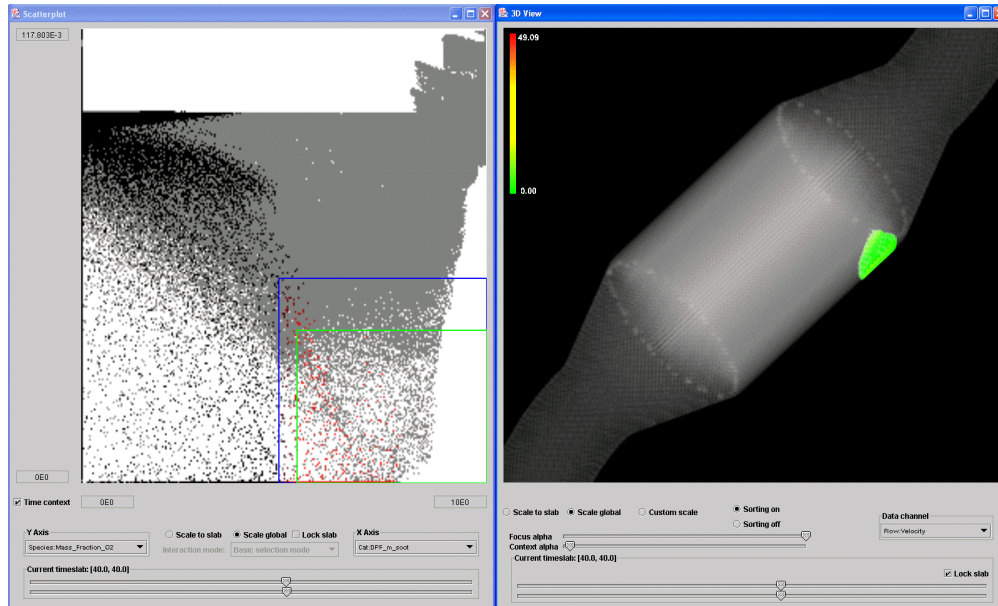 Scatterplot
117.803E-3
0E0
Time context
0E0
10E0
Y Axis
Species:Mass_Fraction_O2
Scale to slab
Scale global
Lock slab
Interaction mode:
Basic selection mode
X Axis
Cat:DPF_m_soot
Current timeslab: [40.0, 40.0]
3D View
49.09
0.00
Scale to slab
Scale global
Custom scale
Sorting on
Sorting off
Data channel
Flow:Velocity
Focus alpha
Context alpha
Current timeslab: [40.0, 40.0]
Lock slab